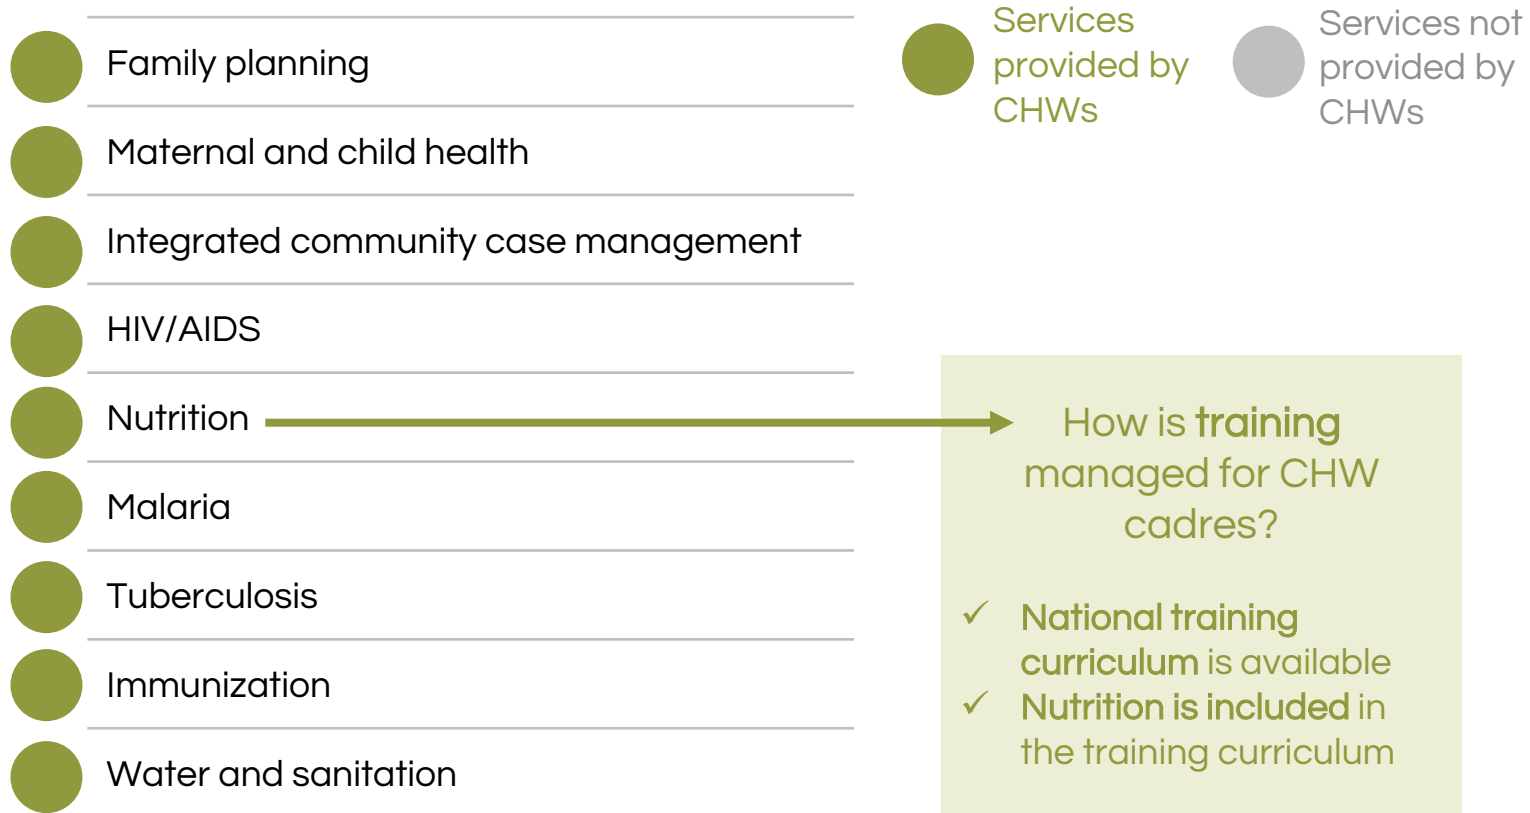 Services
provided by
CHWs
Services not
provided by
CHWs
Family planning
Maternal and child health
Integrated community case management
HIV/AIDS
Nutrition
Malaria
Tuberculosis
Immunization
Water and sanitation
How is training
managed for CHW
cadres?
✓ National training
curriculum is available
✓ Nutrition is included in
the training curriculum